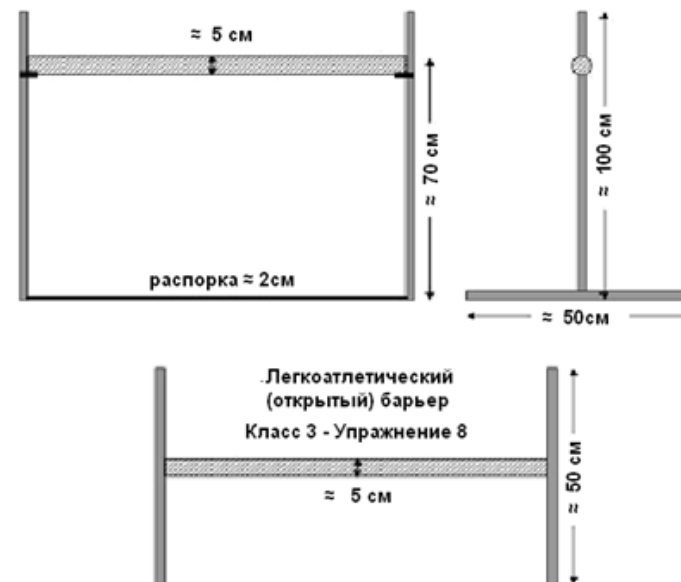 ≈ 5 см
≈ 70 см
≈ 100 см
распорка ≈ 2см
≈ 50см
Легкоатлетический
(открытый) барьер
Класс 3 - Упражнение 8
≈ 5 см
≈ 50 см